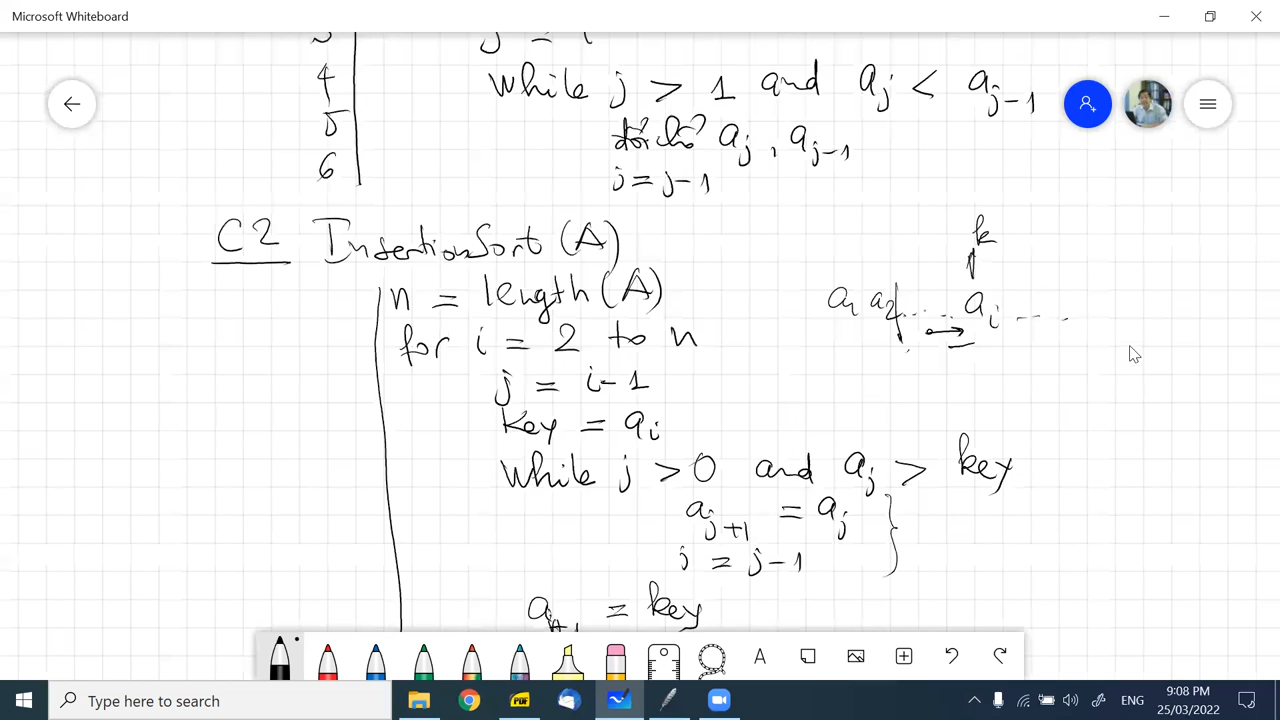 Microsoft Whiteboard
4 while j > 1 and aj < aj-1
5 đổi chỗ aj, aj-1
6 j = j-1
C2 InsertionSort (A)
n = length(A)
for i = 2 to n
j = i-1
key = ai
while j > 0 and aj > key
aj+1 = aj
j = j-1
= key
k
a1 a2 ..... ai ....
A
Type here to search
ENG
9:08 PM
25/03/2022